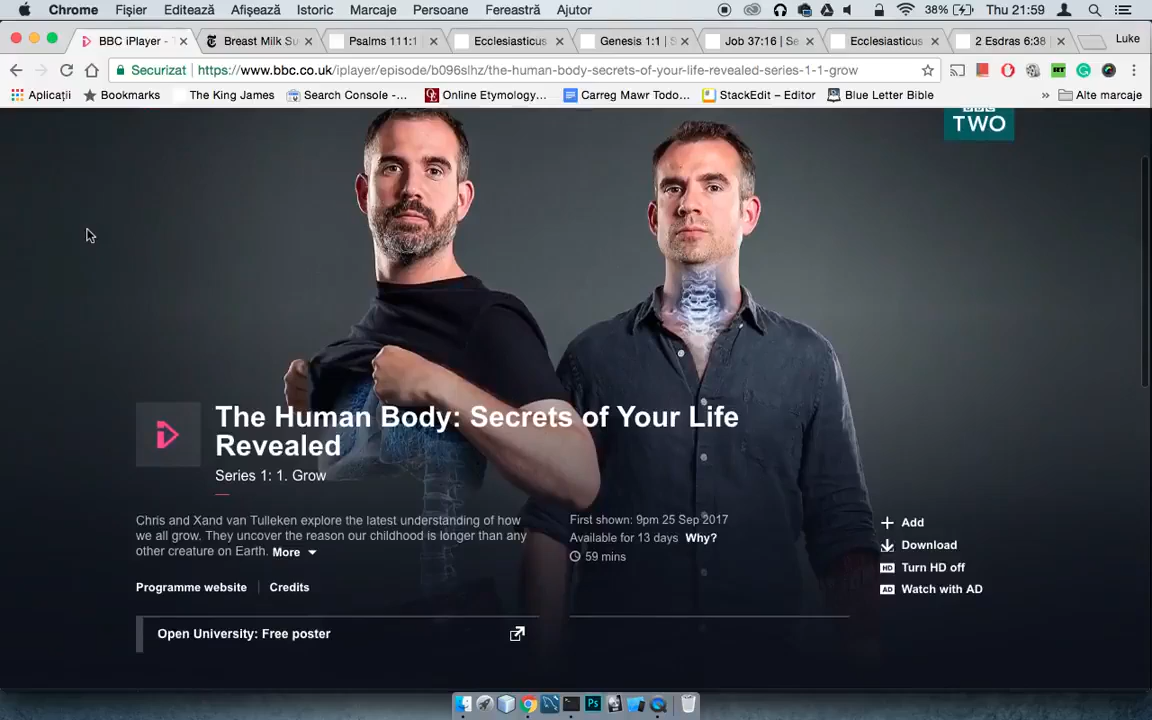 Chrome Fișier Editează Afișează Istoric Marcaje Persoane Fereastră Ajutor 38% Thu 21:59
BBC iPlayer - T Breast Milk Su Psalms 111:1 Ecclesiasticus Genesis 1:1 | S Job 37:16 | Se Ecclesiasticus 2 Esdras 6:38 Luke
Securizat https://www.bbc.co.uk/iplayer/episode/b096slhz/the-human-body-secrets-of-your-life-revealed-series-1-1-grow
Aplicații Bookmarks The King James Search Console -... Online Etymology... Carreg Mawr Todo... StackEdit – Editor Blue Letter Bible » Alte marcaje
TWO
The Human Body: Secrets of Your Life
Revealed
Series 1: 1. Grow
Chris and Xand van Tulleken explore the latest understanding of how
we all grow. They uncover the reason our childhood is longer than any
other creature on Earth. More
First shown: 9pm 25 Sep 2017
Available for 13 days Why?
59 mins
Add
Download
HD Turn HD off
AD Watch with AD
Programme website Credits
Open University: Free poster